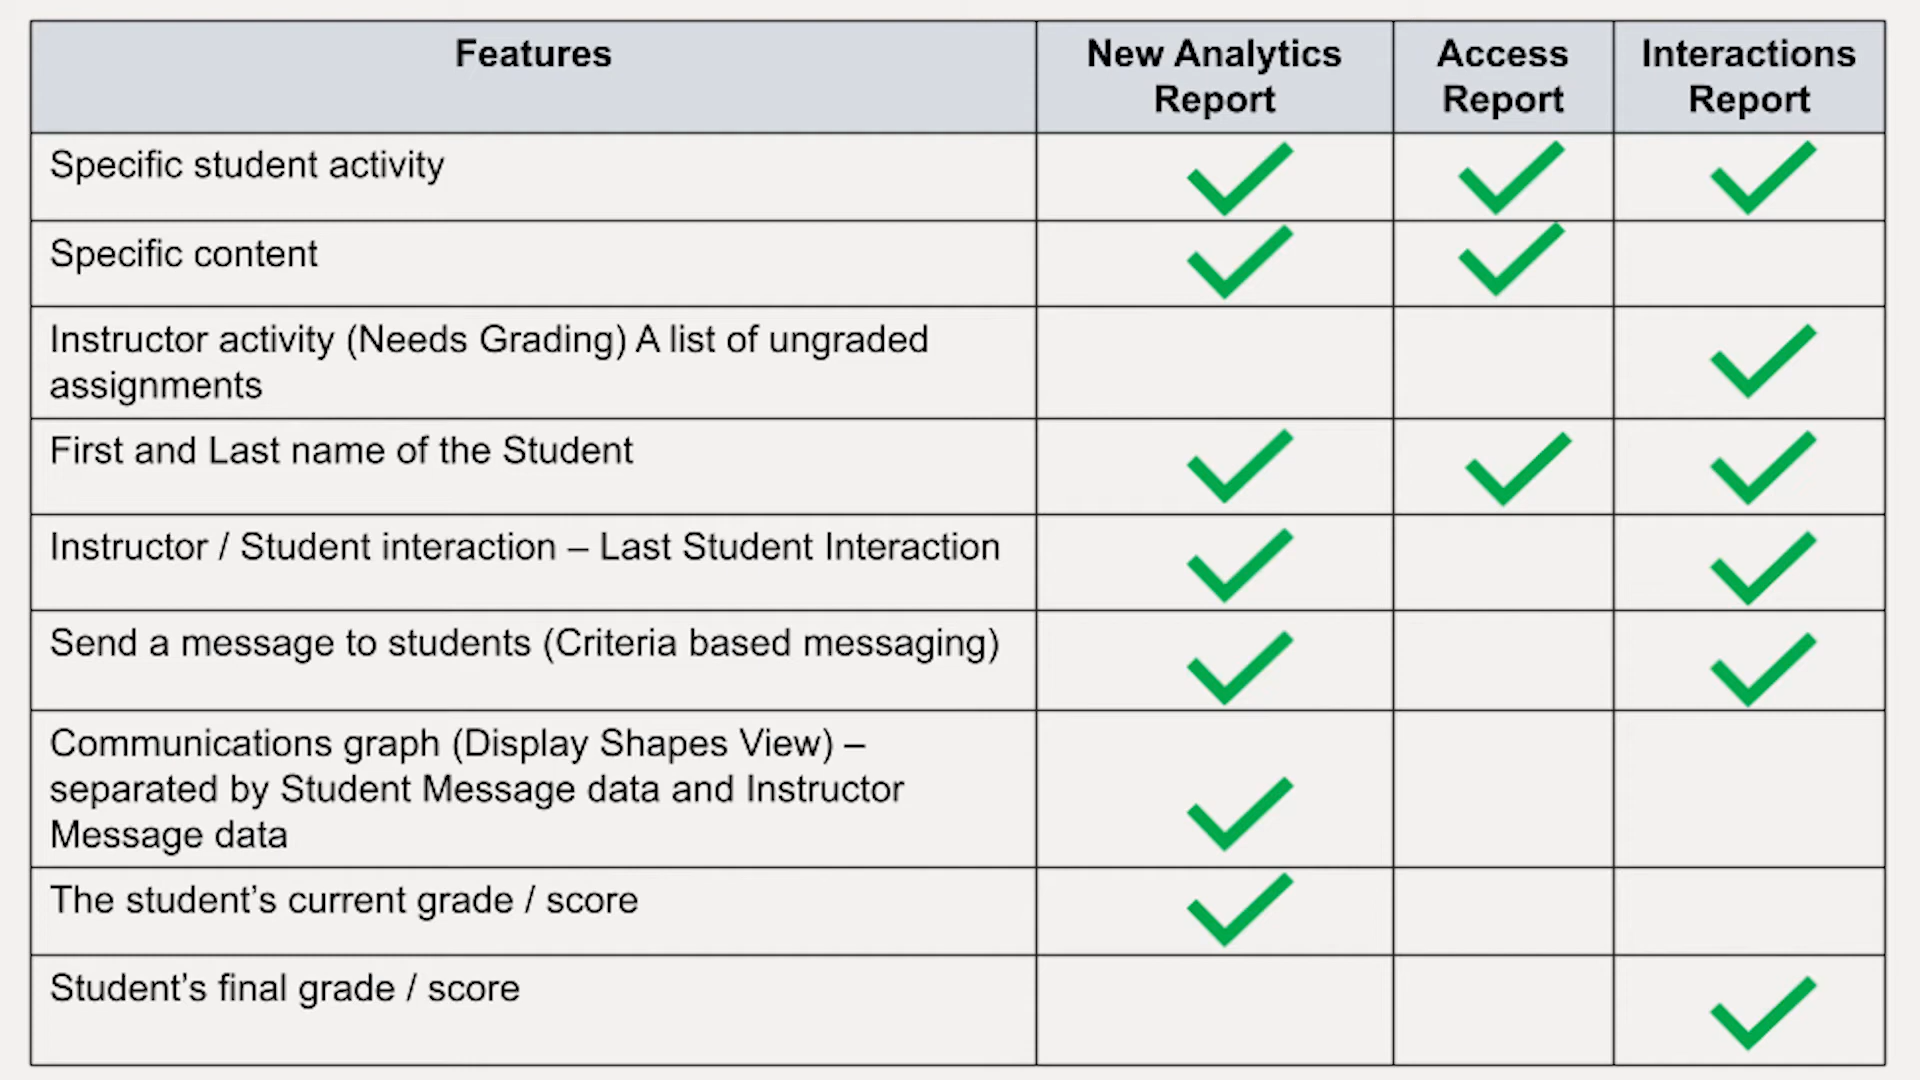 Features
New Analytics
Report
Access
Report
Interactions
Report
Specific student activity
Specific content
Instructor activity (Needs Grading) A list of ungraded
assignments
First and Last name of the Student
Instructor / Student interaction – Last Student Interaction
Send a message to students (Criteria based messaging)
Communications graph (Display Shapes View) –
separated by Student Message data and Instructor
Message data
The student’s current grade / score
Student’s final grade / score